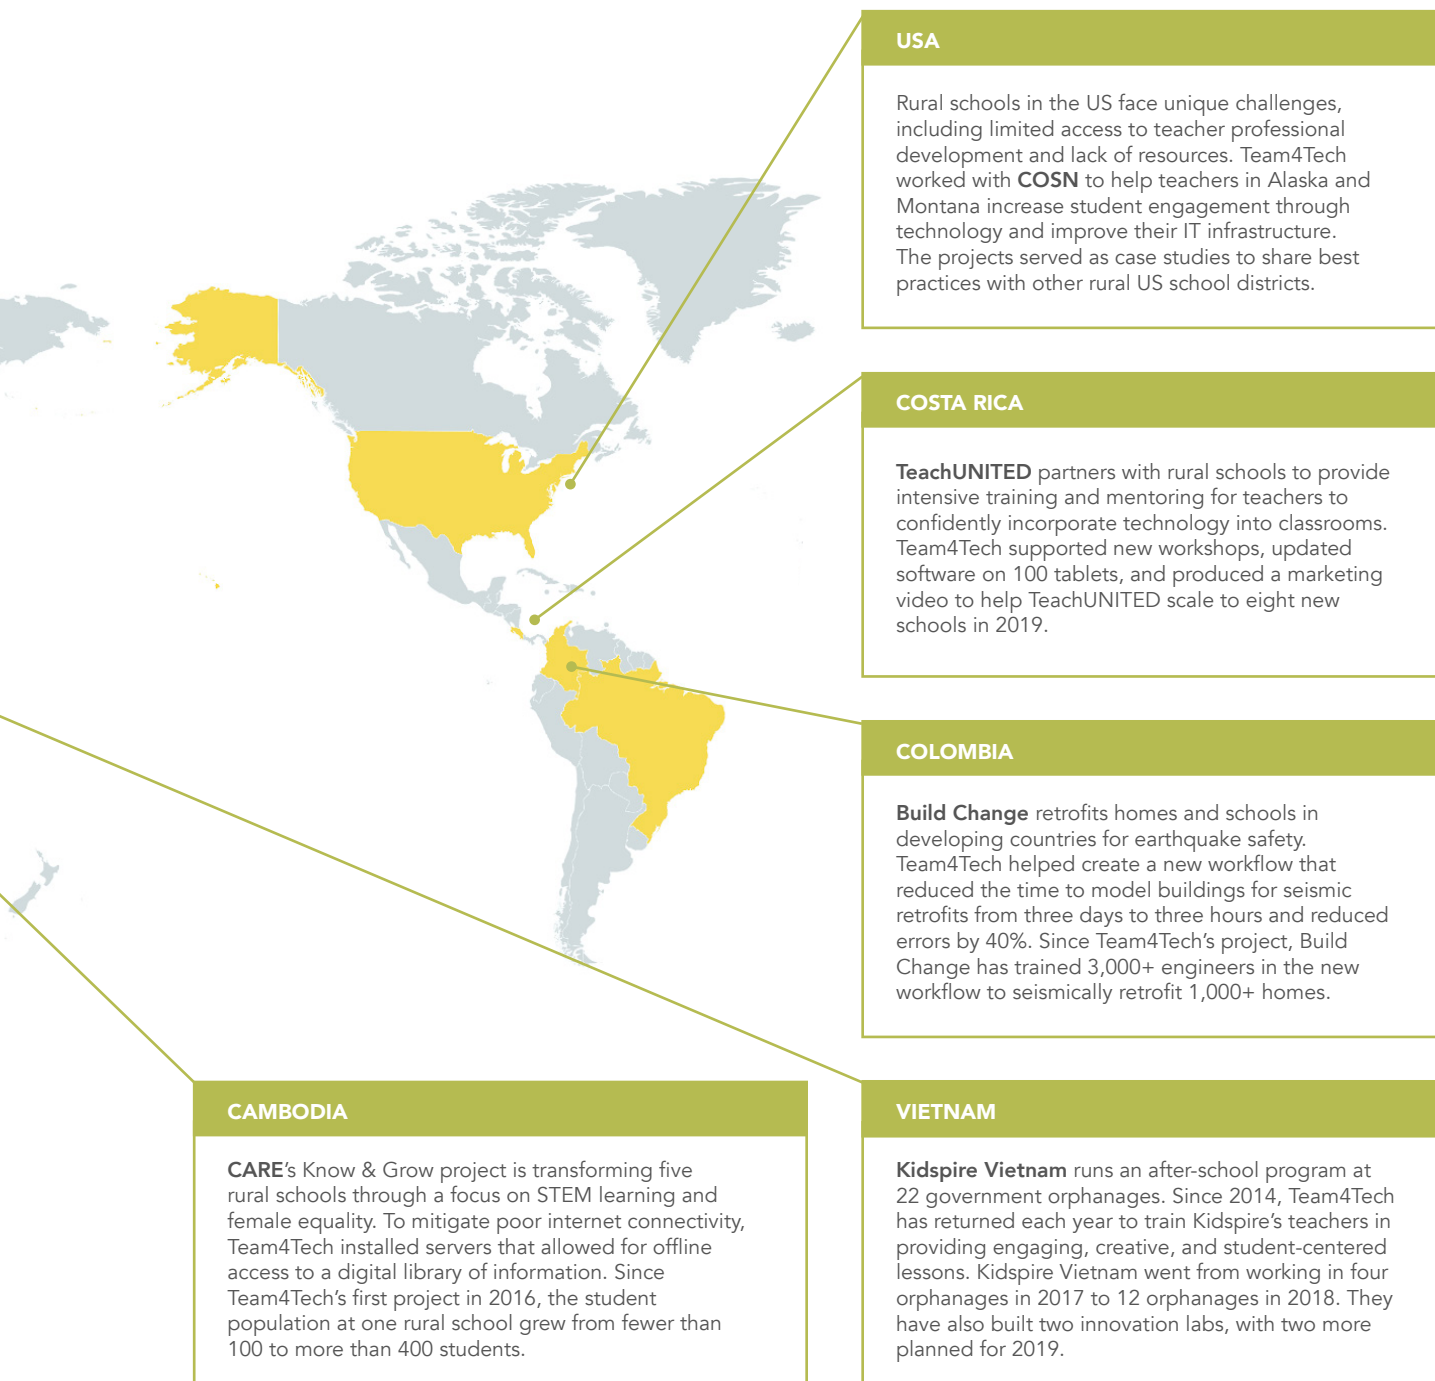 USA
Rural schools in the US face unique challenges,
including limited access to teacher professional
development and lack of resources. Team4Tech
worked with COSN to help teachers in Alaska and
Montana increase student engagement through
technology and improve their IT infrastructure.
The projects served as case studies to share best
practices with other rural US school districts.
COSTA RICA
TeachUNITED partners with rural schools to provide
intensive training and mentoring for teachers to
confidently incorporate technology into classrooms.
Team4Tech supported new workshops, updated
software on 100 tablets, and produced a marketing
video to help TeachUNITED scale to eight new
schools in 2019.
COLOMBIA
Build Change retrofits homes and schools in
developing countries for earthquake safety.
Team4Tech helped create a new workflow that
reduced the time to model buildings for seismic
retrofits from three days to three hours and reduced
errors by 40%. Since Team4Tech's project, Build
Change has trained 3,000+ engineers in the new
workflow to seismically retrofit 1,000+ homes.
CAMBODIA
CARE's Know & Grow project is transforming five
rural schools through a focus on STEM learning and
female equality. To mitigate poor internet connectivity,
Team4Tech installed servers that allowed for offline
access to a digital library of information. Since
Team4Tech's first project in 2016, the student
population at one rural school grew from fewer than
100 to more than 400 students.
VIETNAM
Kidspire Vietnam runs an after-school program at
22 government orphanages. Since 2014, Team4Tech
has returned each year to train Kidspire's teachers in
providing engaging, creative, and student-centered
lessons. Kidspire Vietnam went from working in four
orphanages in 2017 to 12 orphanages in 2018. They
have also built two innovation labs, with two more
planned for 2019.